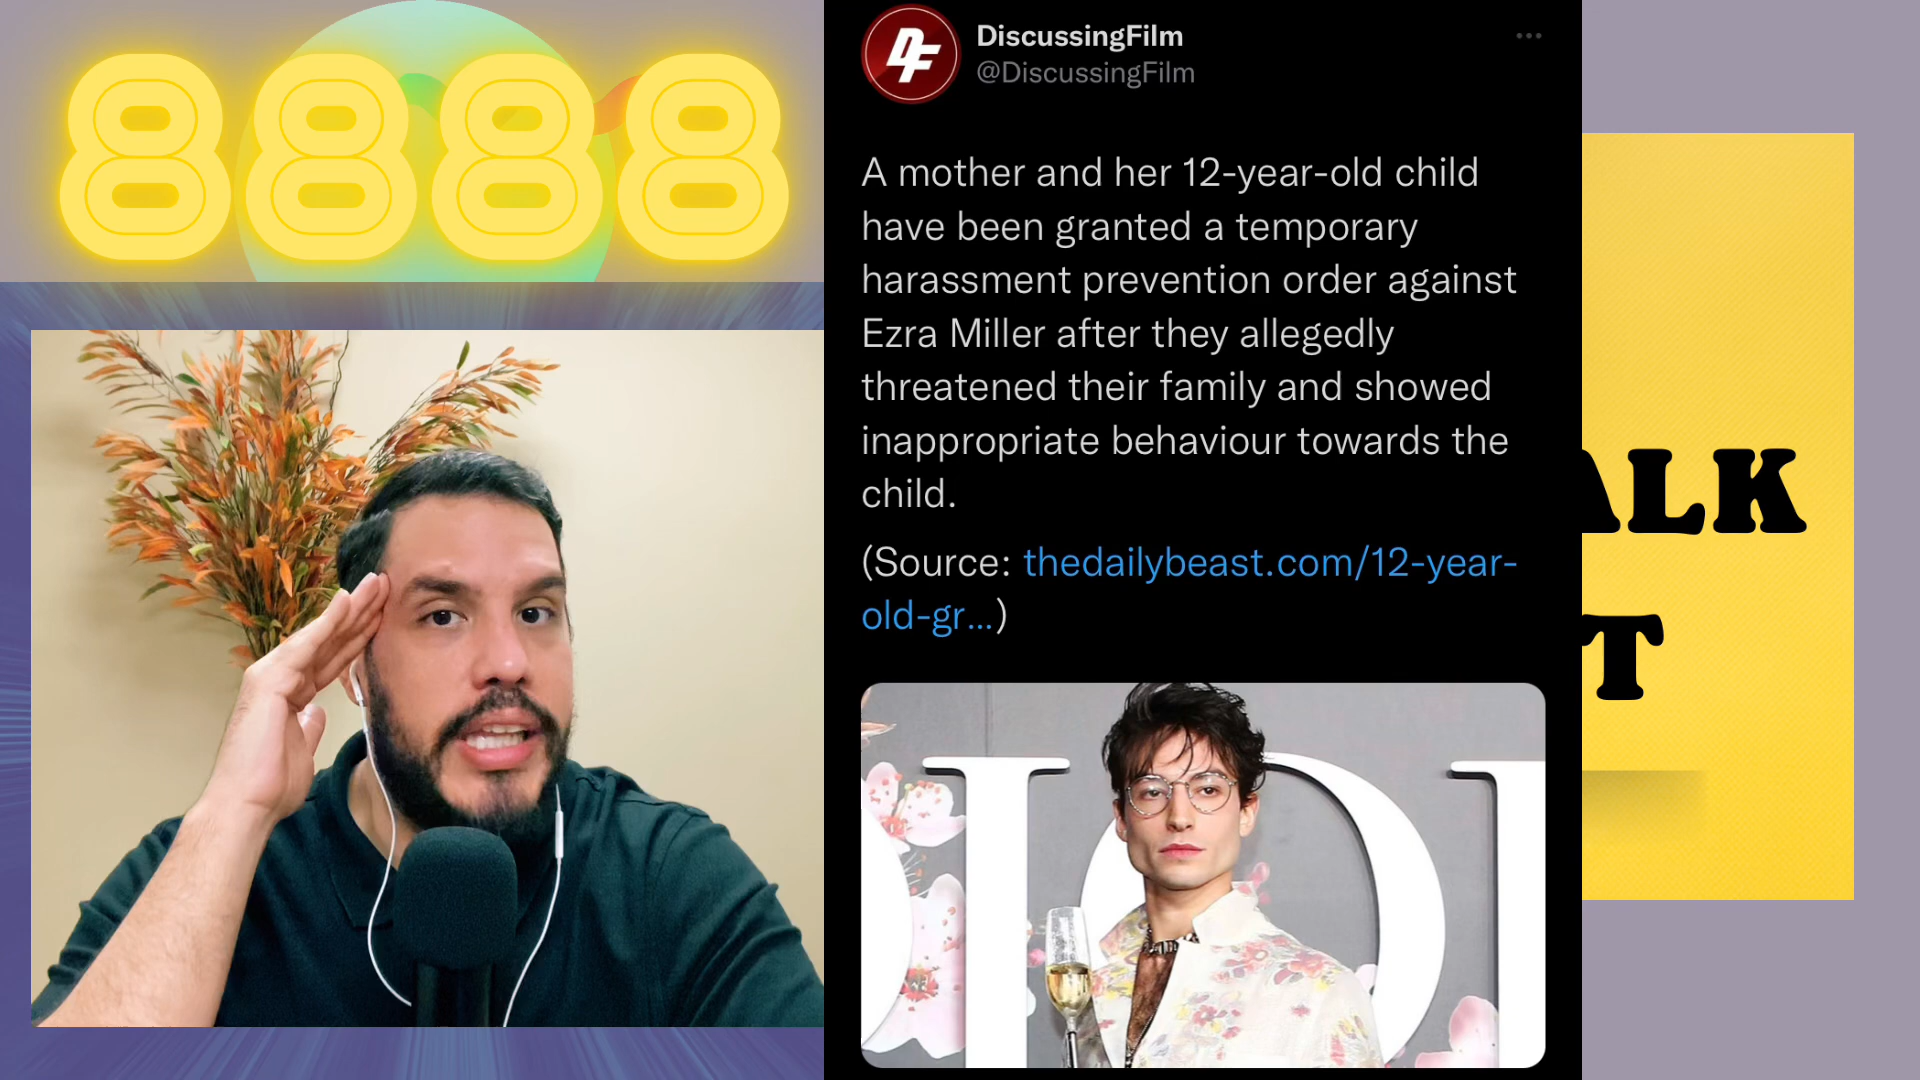 8888
DF
DiscussingFilm
@DiscussingFilm
A mother and her 12-year-old child
have been granted a temporary
harassment prevention order against
Ezra Miller after they allegedly
threatened their family and showed
inappropriate behaviour towards the
child.
(Source: thedailybeast.com/12-year-
old-gr...)
ALK
T